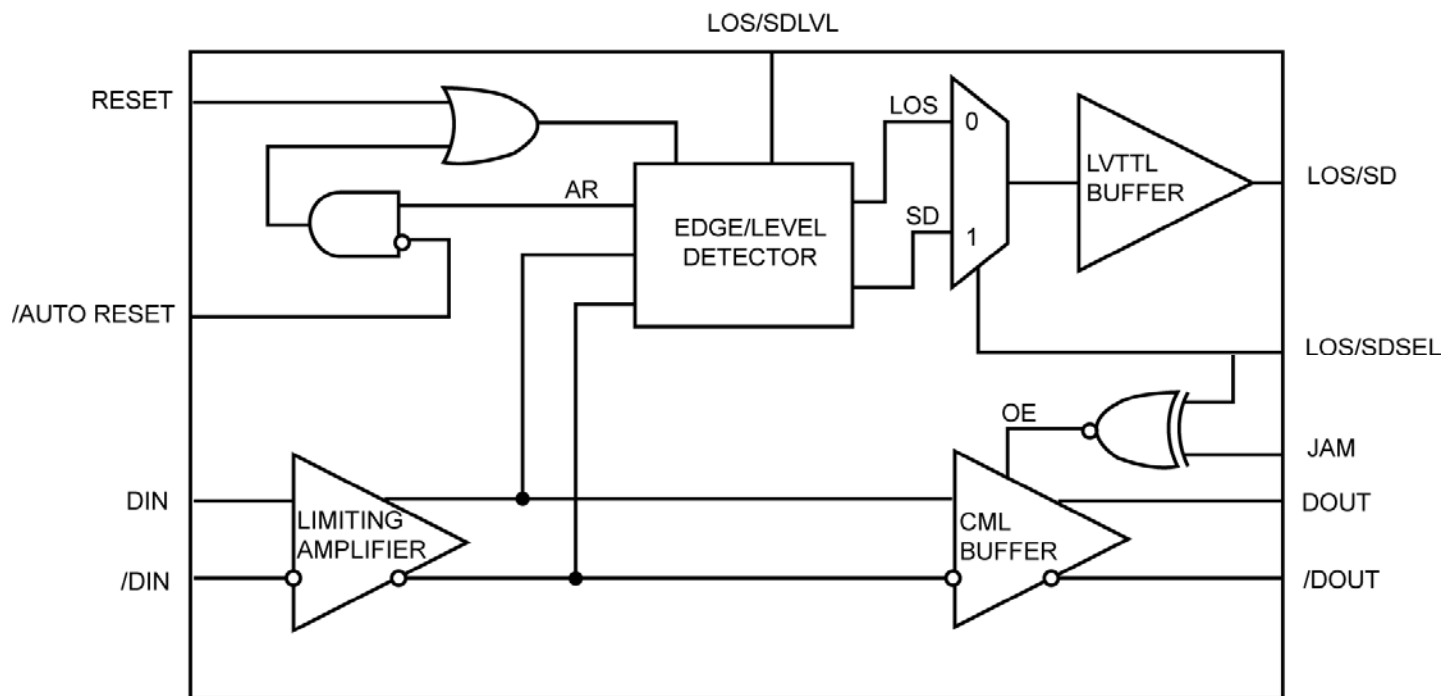 LOS/SDLVL
RESET
LOS
0
LVTTL
BUFFER
LOS/SD
AR
EDGE/LEVEL
DETECTOR
SD
1
/AUTO RESET
LOS/SDSEL
OE
JAM
DIN
LIMITING
AMPLIFIER
CML
BUFFER
DOUT
/DIN
/DOUT